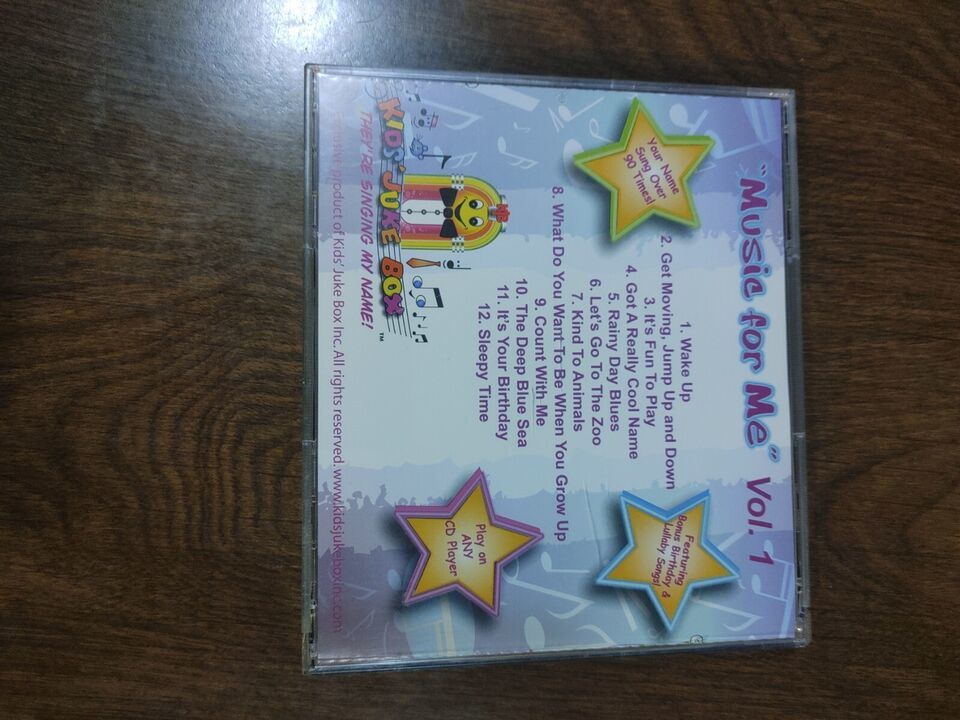 "Music for Me" Vol. 1
Your Name
Sung Over
90 Times!
Featuring
Bonus Birthday &
Lullaby Songs!
1. Wake Up
2. Get Moving, Jump Up and Down
3. It's Fun To Play
4. Got A Really Cool Name
5. Rainy Day Blues
6. Let's Go To The Zoo
7. Kind To Animals
8. What Do You Want To Be When You Grow Up
9. Count With Me
10. The Deep Blue Sea
11. It's Your Birthday
12. Sleepy Time
Play on
ANY
CD Player
KJB
KIDS' JUKE BOX™
THEY'RE SINGING MY NAME!
product of Kids' Juke Box Inc. All rights reserved. www.kidsjukeboxinc.com